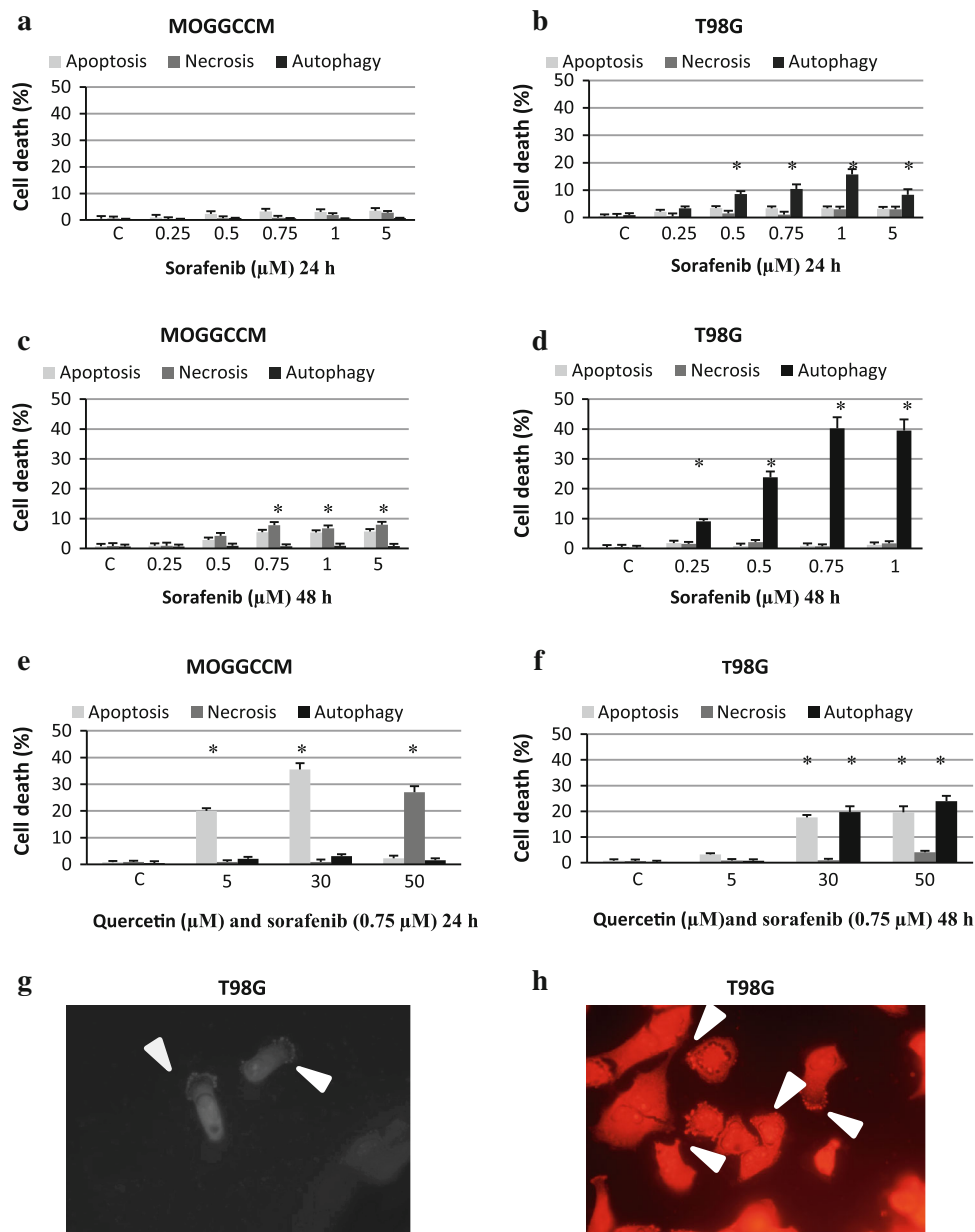 a
MOGGCCM
Apoptosis Necrosis Autophagy
Cell death (%)
50
40
30
20
10
0
C 0.25 0.5 0.75 1 5
Sorafenib (µM) 24 h
b
T98G
Apoptosis Necrosis Autophagy
Cell death (%)
50
40
30
20
10
0
* * * *
C 0.25 0.5 0.75 1 5
Sorafenib (µM) 24 h
c
MOGGCCM
Apoptosis Necrosis Autophagy
Cell death (%)
50
40
30
20
10
0
* * *
C 0.25 0.5 0.75 1 5
Sorafenib (µM) 48 h
d
T98G
Apoptosis Necrosis Autophagy
Cell death (%)
50
40
30
20
10
0
* * * *
C 0.25 0.5 0.75 1
Sorafenib (µM) 48 h
e
MOGGCCM
Apoptosis Necrosis Autophagy
Cell death (%)
50
40
30
20
10
0
* * *
C 5 30 50
Quercetin (µM) and sorafenib (0.75 µM) 24 h
f
T98G
Apoptosis Necrosis Autophagy
Cell death (%)
50
40
30
20
10
0
* * * *
C 5 30 50
Quercetin (µM)and sorafenib (0.75 µM) 48 h
g
T98G
h
T98G